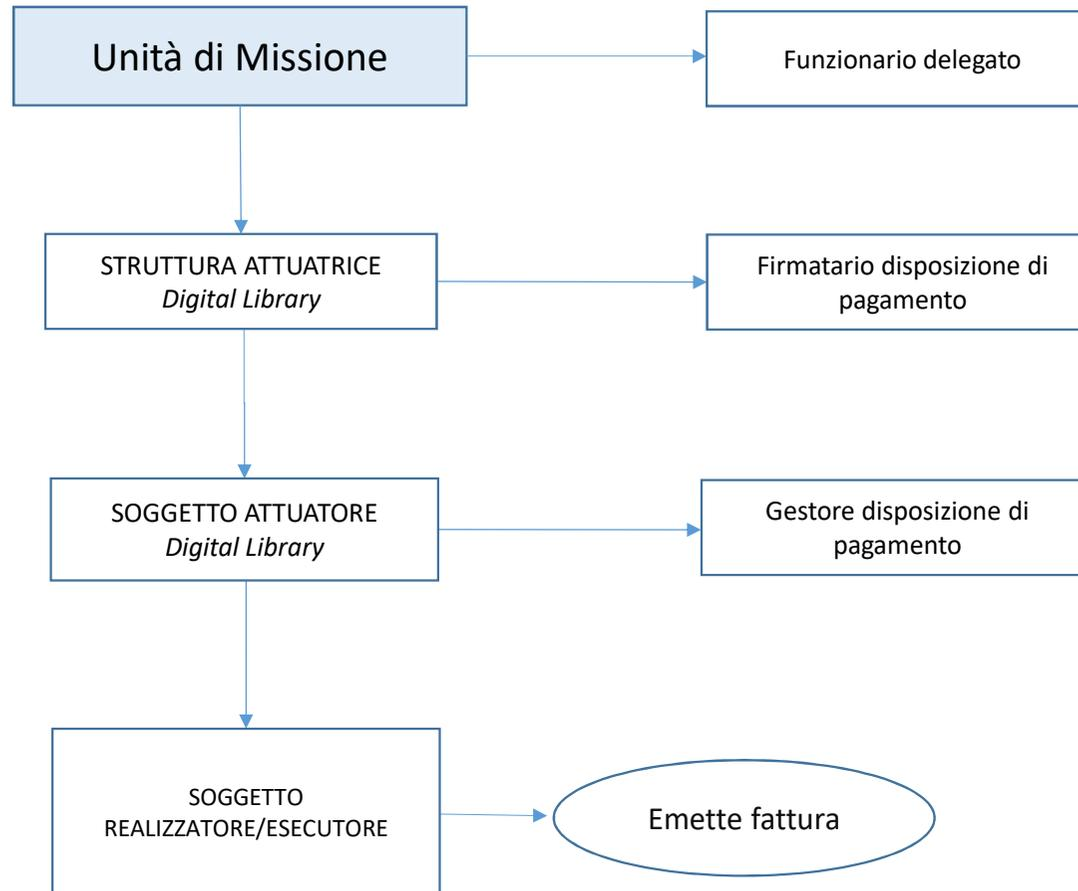 Unità di Missione
Funzionario delegato
STRUTTURA ATTUATRICE
Digital Library
Firmatario disposizione di
pagamento
SOGGETTO ATTUATORE
Digital Library
Gestore disposizione di
pagamento
SOGGETTO
REALIZZATORE/ESECUTORE
Emette fattura